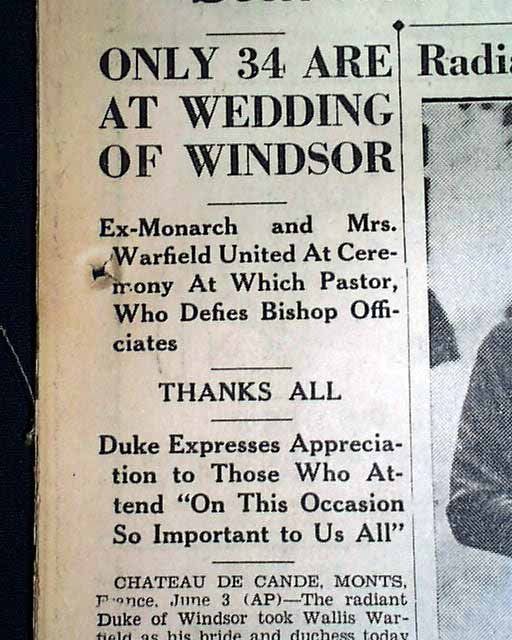 ONLY 34 ARE
AT WEDDING
OF WINDSOR
Ex-Monarch and Mrs.
Warfield United At Cere-
mony At Which Pastor,
Who Defies Bishop Offi-
ciates
THANKS ALL
Duke Expresses Apprecia-
tion to Those Who At-
tend "On This Occasion
So Important to Us All"
CHATEAU DE CANDE, MONTS,
France, June 3 (AP)—The radiant
Duke of Windsor took Wallis War-
field as his bride and duchess today
Radia